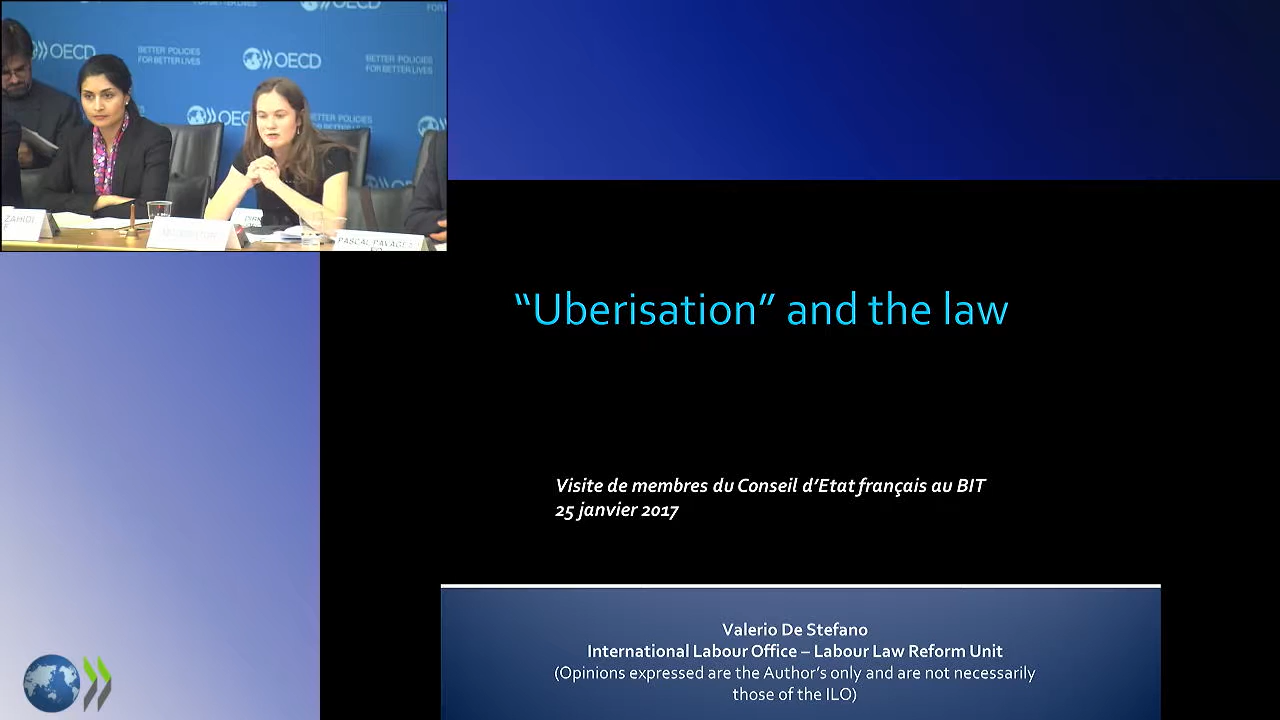 OECD
BETTER POLICIES
FOR BETTER LIVES
OECD
BETTER POLICIES
FOR BETTER LIVES
ZAHIDI
“Uberisation” and the law
Visite de membres du Conseil d’Etat français au BIT
25 janvier 2017
Valerio De Stefano
International Labour Office – Labour Law Reform Unit
(Opinions expressed are the Author’s only and are not necessarily
those of the ILO)